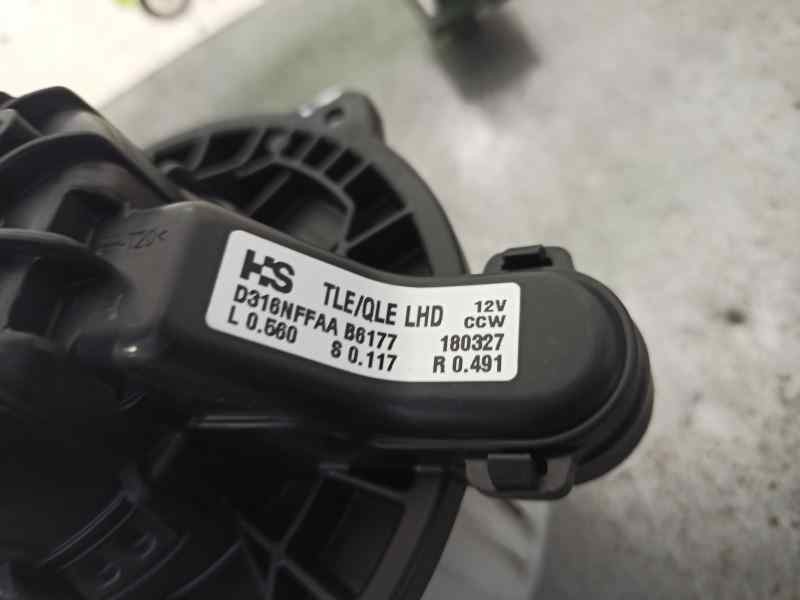 HS TLE/QLE LHD 12V
CCW
D316NFFAA B6177 180327
L 0.560 S 0.117 R 0.491